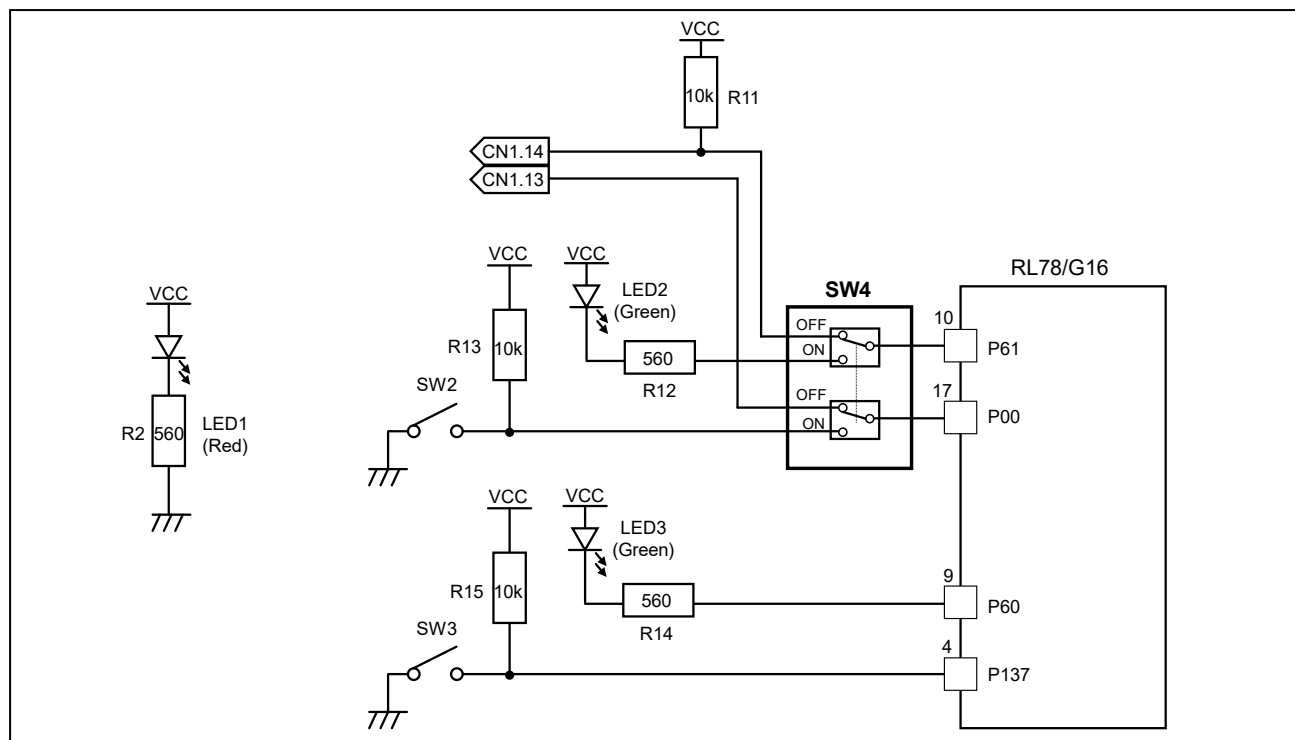 VCC
10k
R11
CN1.14
CN1.13
VCC
VCC
RL78/G16
LED2
(Green)
SW4
VCC
10
OFF
P61
R13
10k
ON
560
R12
SW2
17
OFF
P00
R2
560
LED1
(Red)
ON
VCC
VCC
LED3
(Green)
9
R15
10k
560
P60
R14
SW3
4
P137